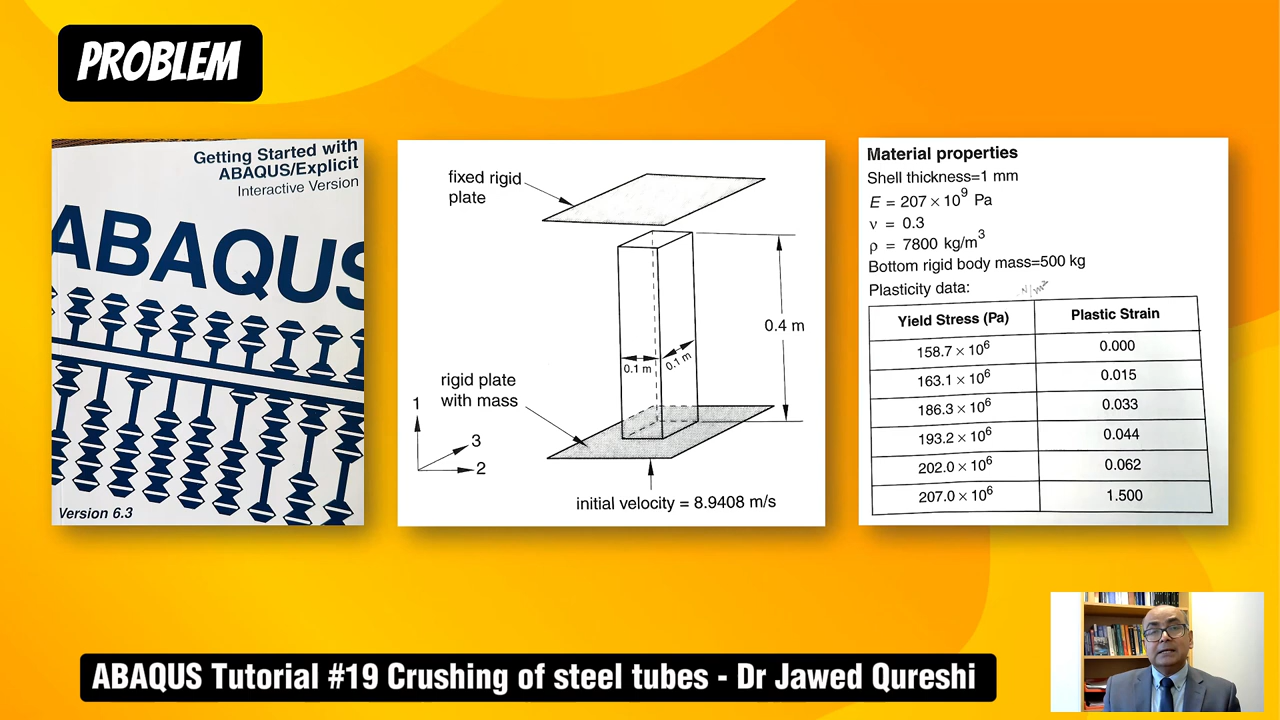 PROBLEM
Getting Started with
ABAQUS/Explicit
Interactive Version
ABAQUS
Version 6.3
fixed rigid
plate
0.4 m
0.1 m
0.1 m
rigid plate
with mass
1
3
2
initial velocity = 8.9408 m/s
Material properties
Shell thickness=1 mm
E = 207 × 10⁹ Pa
ν = 0.3
ρ = 7800 kg/m³
Bottom rigid body mass=500 kg
Plasticity data:
N/m²
Yield Stress (Pa) Plastic Strain
158.7 × 10⁶ 0.000
163.1 × 10⁶ 0.015
186.3 × 10⁶ 0.033
193.2 × 10⁶ 0.044
202.0 × 10⁶ 0.062
207.0 × 10⁶ 1.500
ABAQUS Tutorial #19 Crushing of steel tubes - Dr Jawed Qureshi